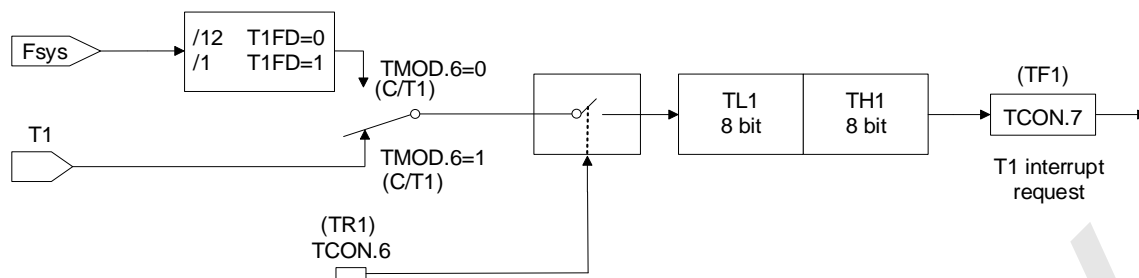 Fsys
/12 T1FD=0
/1 T1FD=1
TMOD.6=0
(C/T1)
T1
TMOD.6=1
(C/T1)
(TR1)
TCON.6
TL1
8 bit
TH1
8 bit
(TF1)
TCON.7
T1 interrupt
request